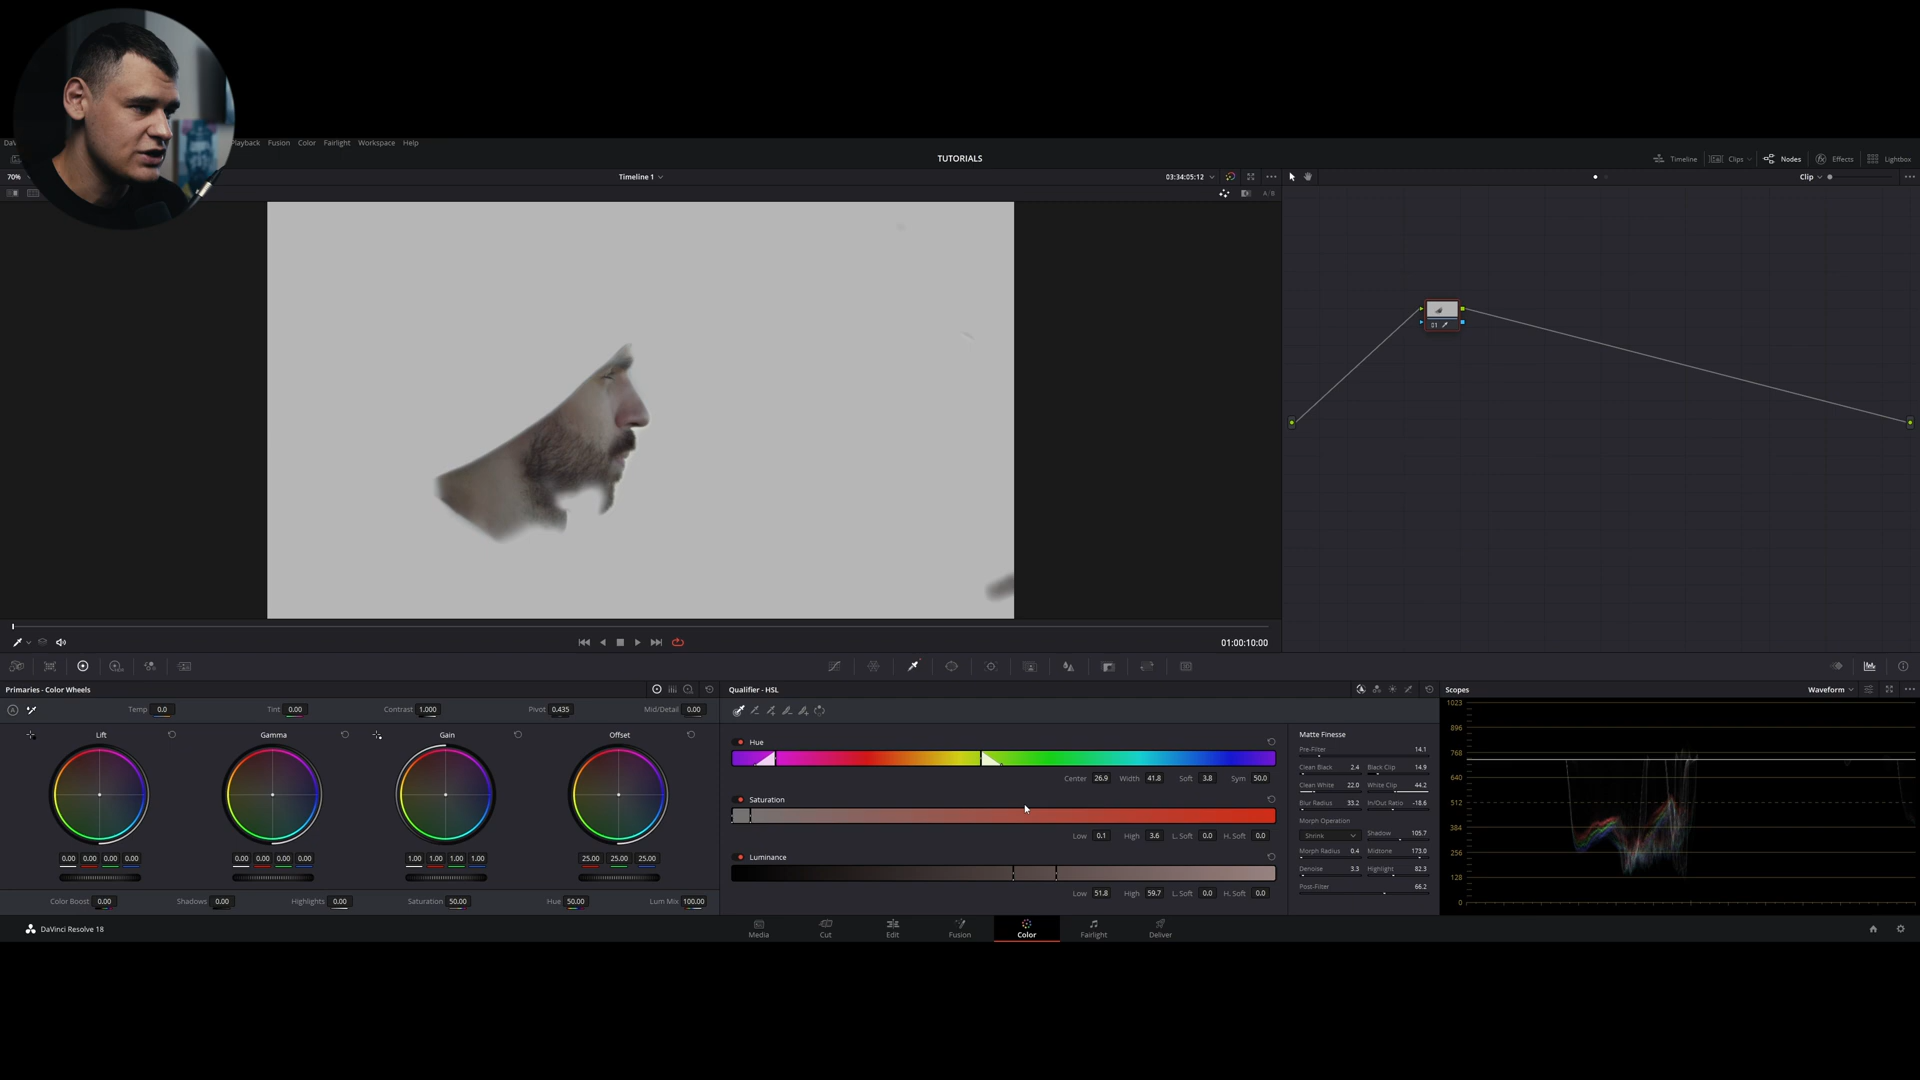 Playback Fusion Color Fairlight Workspace Help
TUTORIALS
Timeline Clips Nodes Effects Lightbox
70% Timeline 1 03:34:05:12 Clip
A/B
01
01:00:10:00
Primaries - Color Wheels
Temp 0.0 Tint 0.00 Contrast 1.000 Pivot 0.435 Mid/Detail 0.00
Lift Gamma Gain Offset
0.00 0.00 0.00 0.00 0.00 0.00 0.00 0.00 1.00 1.00 1.00 1.00 25.00 25.00 25.00
Color Boost 0.00 Shadows 0.00 Highlights 0.00 Saturation 50.00 Hue 50.00 Lum Mix 100.00
Qualifier - HSL
Hue
Center 26.9 Width 41.8 Soft 3.8 Sym 50.0
Saturation
Low 0.1 High 3.6 L. Soft 0.0 H. Soft 0.0
Luminance
Low 51.8 High 59.7 L. Soft 0.0 H. Soft 0.0
Matte Finesse
Pre-Filter 14.1
Clean Black 2.4 Black Clip 14.9
Clean White 22.0 White Clip 44.2
Blur Radius 33.2 In/Out Ratio -18.6
Morph Operation
Shrink Shadow 105.7
Morph Radius 0.4 Midtone 173.0
Denoise 3.3 Highlight 82.3
Post-Filter 66.2
Scopes Waveform
1023
896
768
640
512
384
256
128
0
DaVinci Resolve 18
Media Cut Edit Fusion Color Fairlight Deliver